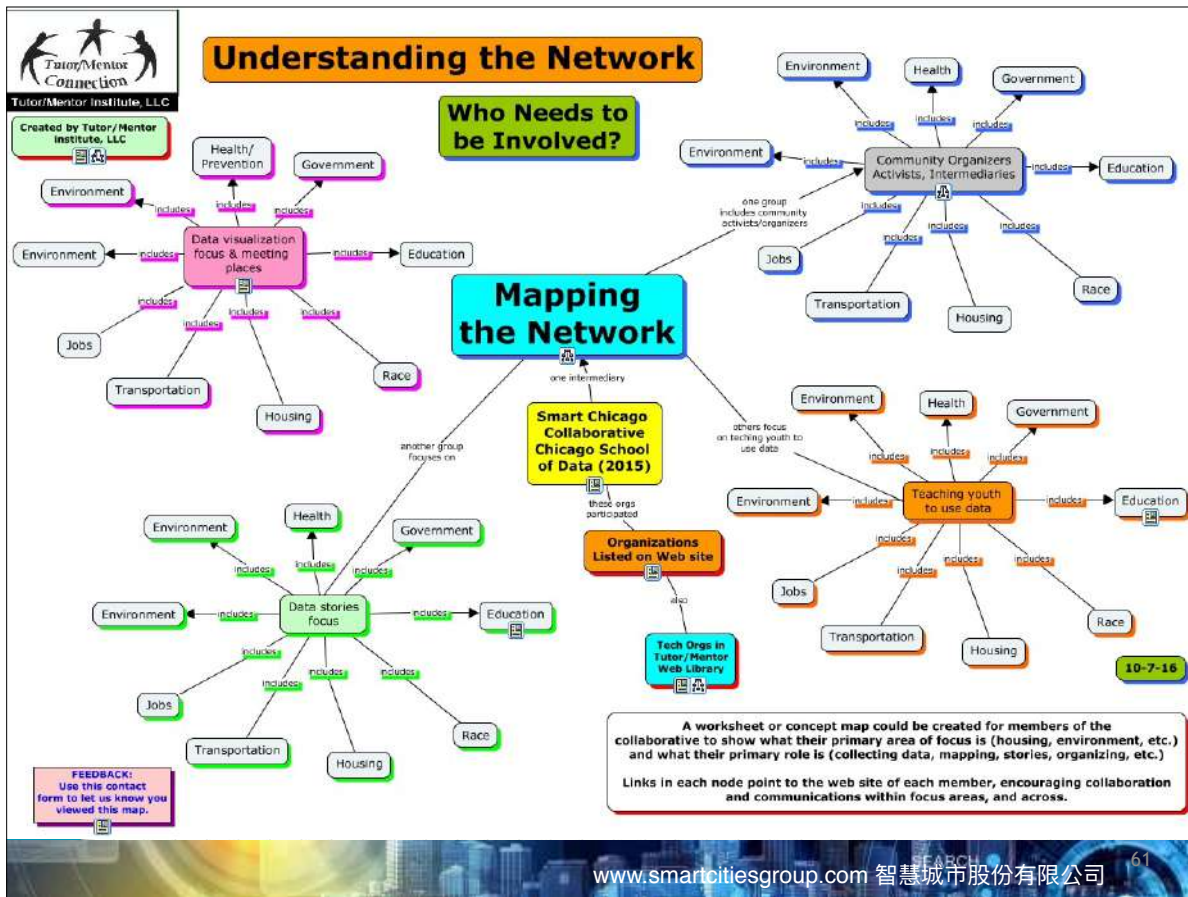 Tutor/Mentor
Connection
Tutor/Mentor Institute, LLC
Understanding the Network
Who Needs to
be Involved?
Created by Tutor/Mentor
Institute, LLC
Health/
Prevention
Government
Environment
includes
includes
includes
Environment
includes
Data visualization
focus & meeting
places
includes
Education
includes
includes
includes
includes
Jobs
Transportation
Housing
Race
Environment
Health
Government
includes
includes
includes
Environment
includes
Community Organizers
Activists, Intermediaries
includes
Education
one group
includes community
activists/organizers
includes
includes
includes
includes
Jobs
Transportation
Housing
Race
Mapping
the Network
one intermediery
Smart Chicago
Collaborative
Chicago School
of Data (2015)
these orgs
participated
Organizations
Listed on Web site
also
Tech Orgs in
Tutor/Mentor
Web Library
another group
focuses on
others focus
on teching youth to
use data
Environment
Health
Government
includes
includes
includes
Environment
includes
Teaching youth
to use data
includes
Education
includes
includes
includes
includes
Jobs
Transportation
Housing
Race
Environment
Health
Government
includes
includes
includes
Environment
includes
Data stories
focus
includes
Education
includes
includes
includes
includes
Jobs
Transportation
Housing
Race
10-7-16
A worksheet or concept map could be created for members of the
collaborative to show what their primary area of focus is (housing, environment, etc.)
and what their primary role is (collecting data, mapping, stories, organizing, etc.)
Links in each node point to the web site of each member, encouraging collaboration
and communications within focus areas, and across.
FEEDBACK:
Use this contact
form to let us know you
viewed this map.
SEARCH
61
www.smartcitiesgroup.com 智慧城市股份有限公司